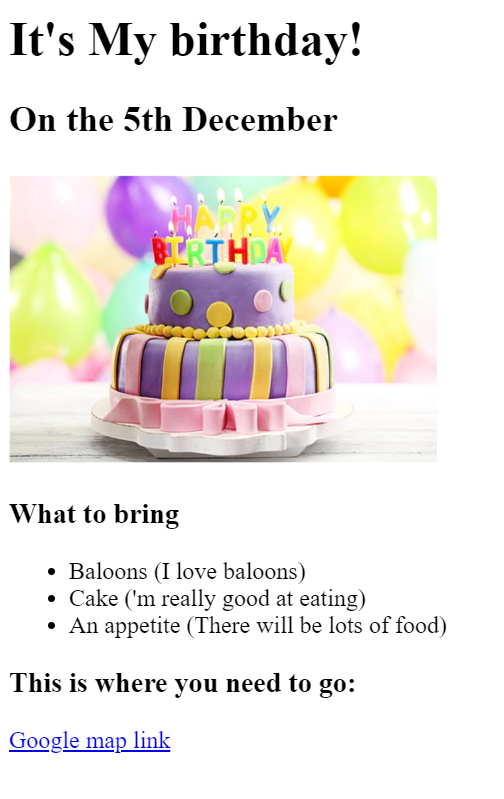 It's My birthday!
On the 5th December
HAPPY
BIRTHDAY
What to bring
Baloons (I love baloons)
Cake ('m really good at eating)
An appetite (There will be lots of food)
This is where you need to go:
Google map link